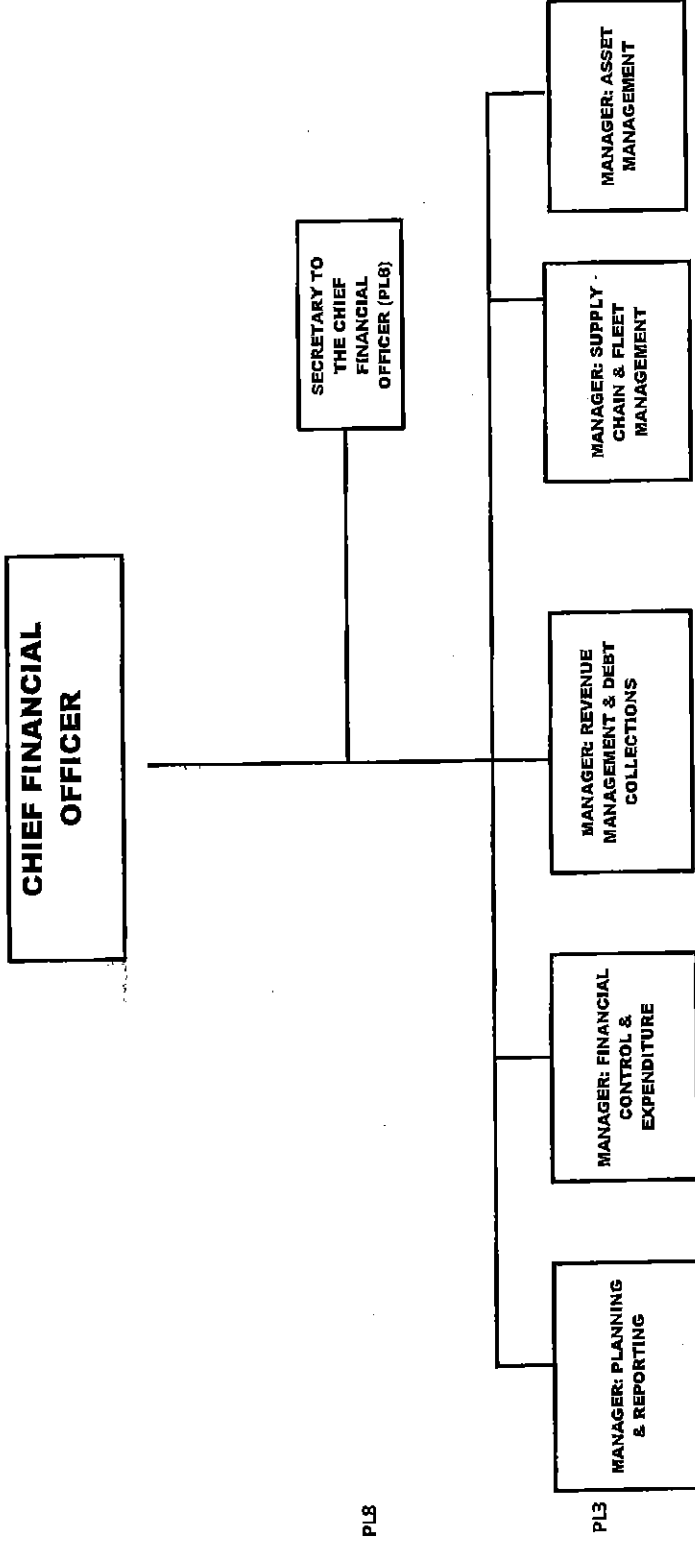 CHIEF FINANCIAL
OFFICER
SECRETARY TO
THE CHIEF
FINANCIAL
OFFICER (PL8)
PL8
PL3
MANAGER: PLANNING
& REPORTING
MANAGER: FINANCIAL
CONTROL &
EXPENDITURE
MANAGER: REVENUE
MANAGEMENT & DEBT
COLLECTIONS
MANAGER: SUPPLY -
CHAIN & FLEET
MANAGEMENT
MANAGER: ASSET
MANAGEMENT